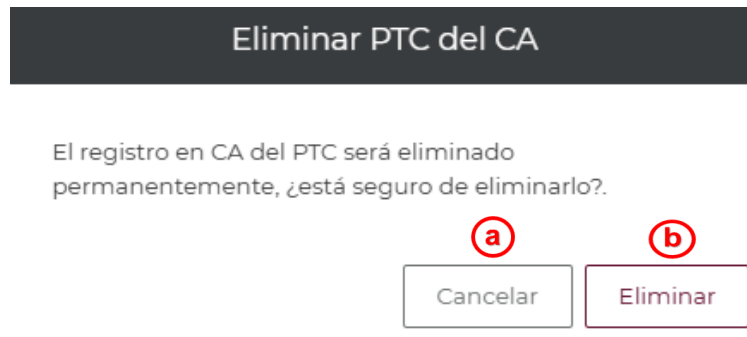 Eliminar PTC del CA
El registro en CA del PTC será eliminado
permanentemente, ¿está seguro de eliminarlo?.
a b
Cancelar Eliminar